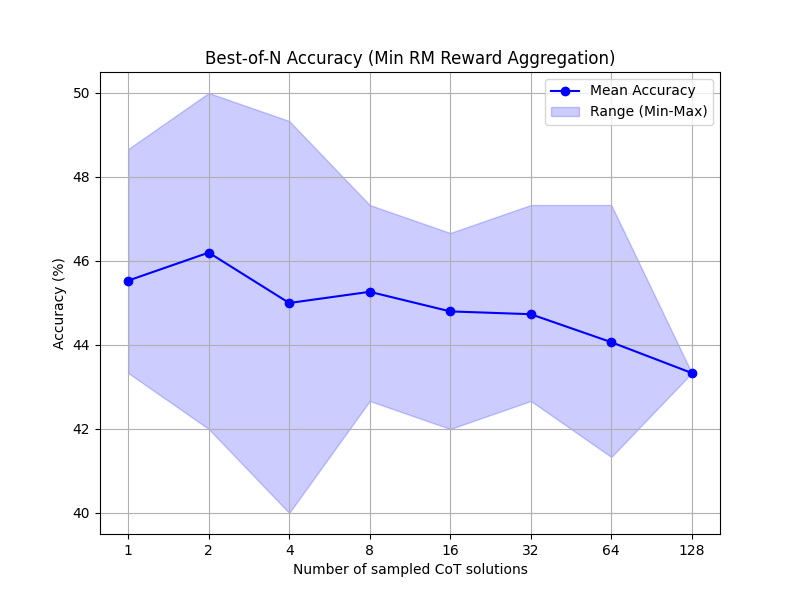 Best-of-N Accuracy (Min RM Reward Aggregation)
Mean Accuracy
Range (Min-Max)
Accuracy (%)
50
48
46
44
42
40
1 2 4 8 16 32 64 128
Number of sampled CoT solutions